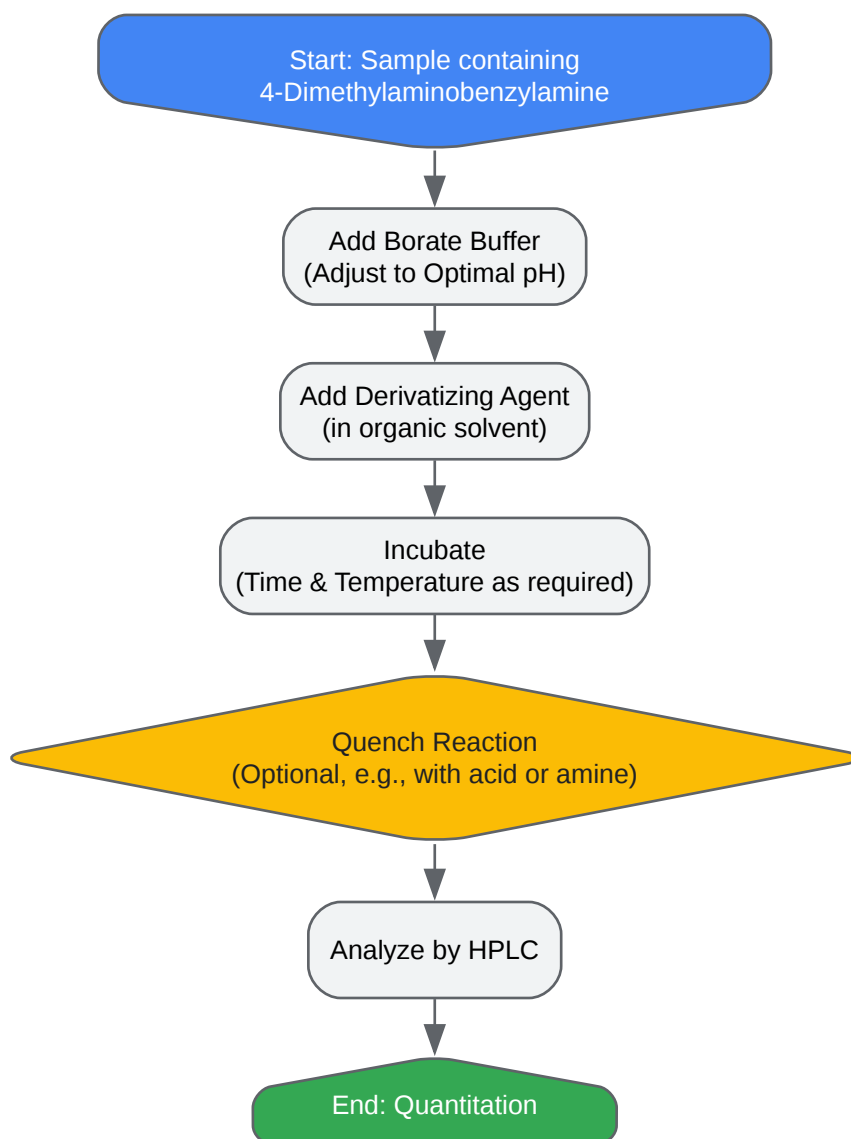 Start: Sample containing
4-Dimethylaminobenzylamine
Add Borate Buffer
(Adjust to Optimal pH)
Add Derivatizing Agent
(in organic solvent)
Incubate
(Time & Temperature as required)
Quench Reaction
(Optional, e.g., with acid or amine)
Analyze by HPLC
End: Quantitation